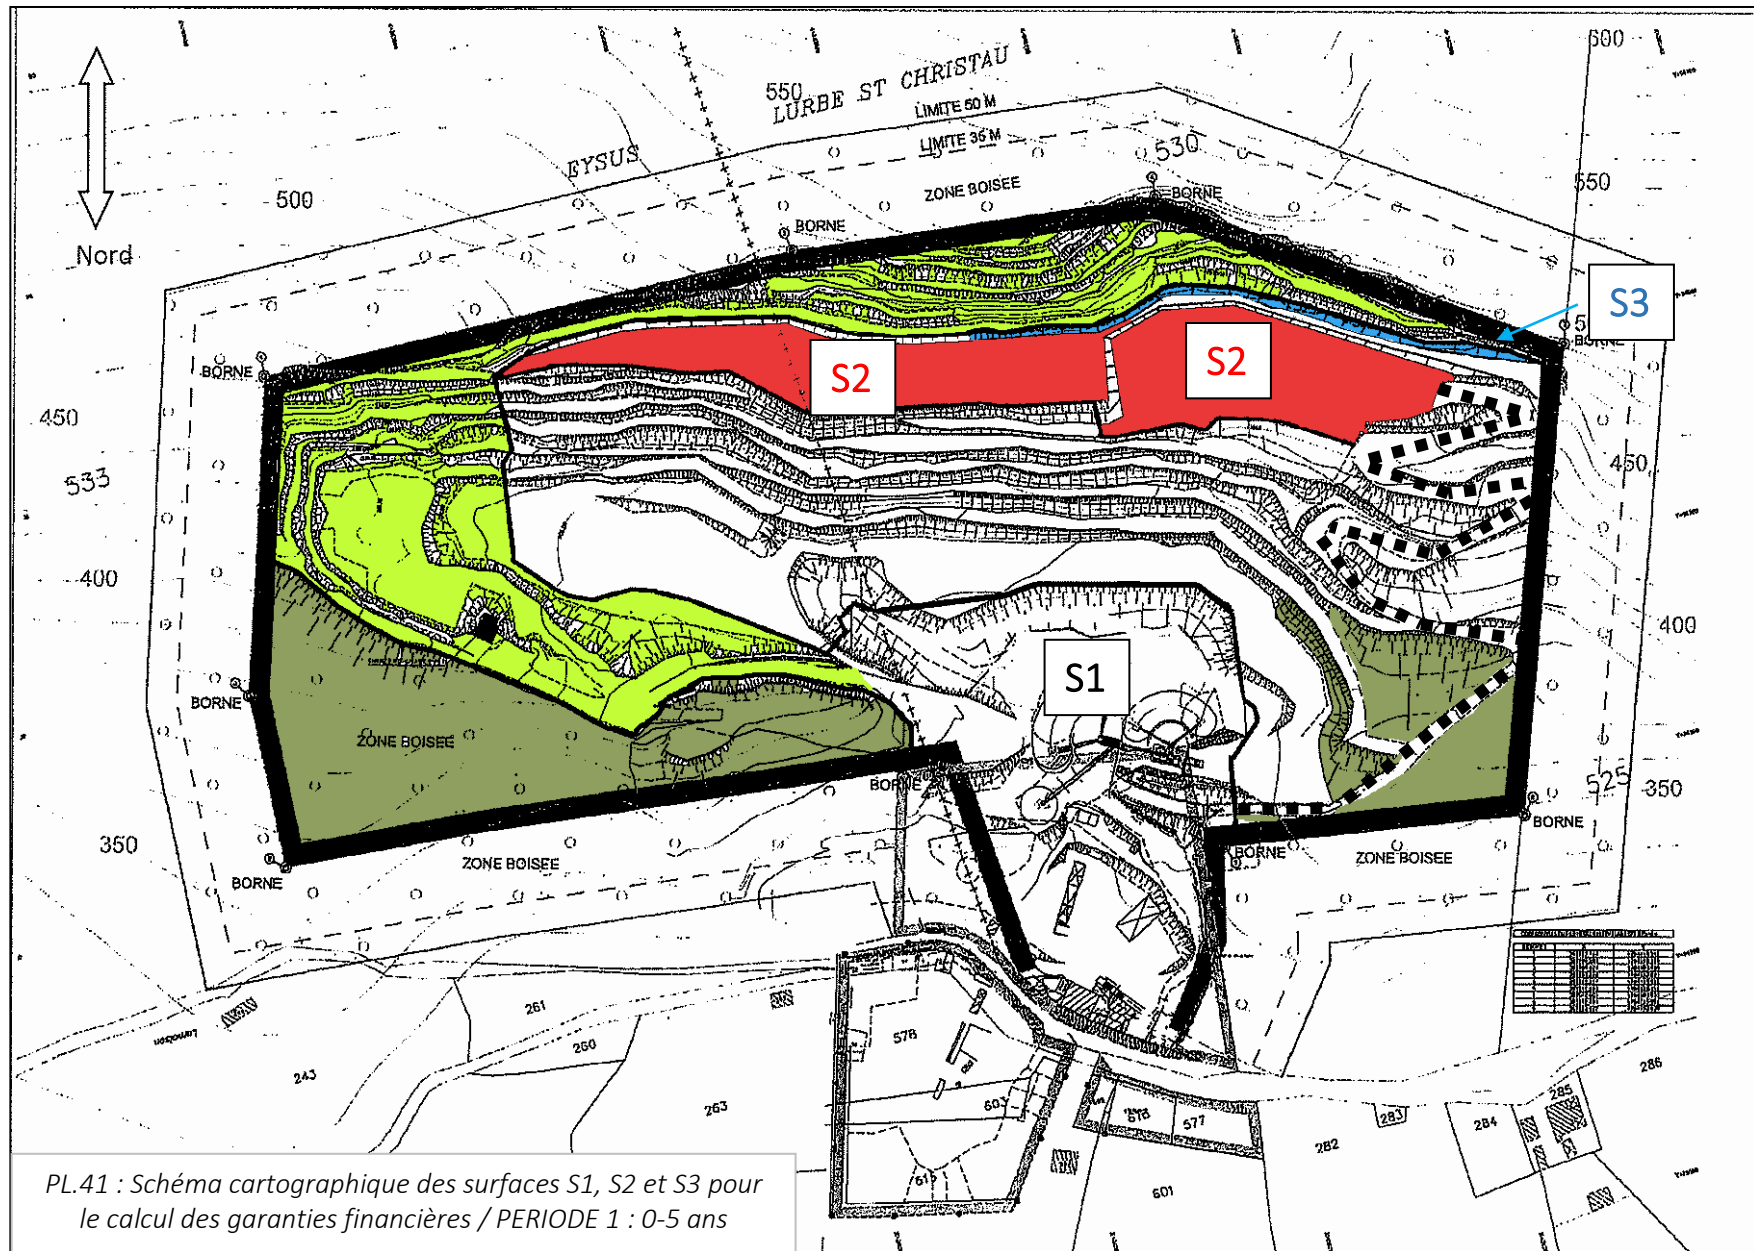 600
550
LURBE ST CHRISTAU
LIMITE 50 M
LIMITE 35 M
EYSUS
530
550
500
ZONE BOISEE
BORNE
BORNE
Nord
S3
BORNE
BORNE
S2
S2
450
450
533
400
400
S1
BORNE
ZONE BOISEE
BORNE
525
350
350
BORNE
BORNE
ZONE BOISEE
ZONE BOISEE
BORNE
261
578
260
243
263
603
577
283
284
285
286
282
601
PL.41 : Schéma cartographique des surfaces S1, S2 et S3 pour
le calcul des garanties financières / PERIODE 1 : 0-5 ans